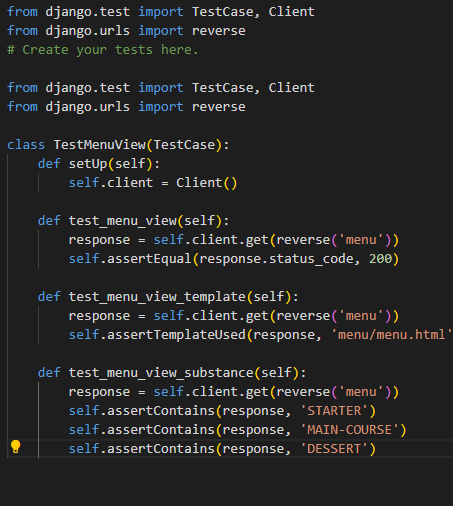 from django.test import TestCase, Client
from django.urls import reverse
# Create your tests here.
from django.test import TestCase, Client
from django.urls import reverse
class TestMenuView(TestCase):
def setUp(self):
self.client = Client()
def test_menu_view(self):
response = self.client.get(reverse('menu'))
self.assertEqual(response.status_code, 200)
def test_menu_view_template(self):
response = self.client.get(reverse('menu'))
self.assertTemplateUsed(response, 'menu/menu.html'
def test_menu_view_substance(self):
response = self.client.get(reverse('menu'))
self.assertContains(response, 'STARTER')
self.assertContains(response, 'MAIN-COURSE')
self.assertContains(response, 'DESSERT')